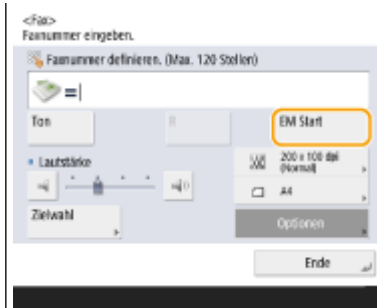 <Fax>
Faxnummer eingeben.
Faxnummer definieren. (Max. 120 Stellen)
=
Ton
R
EM Start
Lautstärke
200 x 100 dpi
(Normal)
A4
Zielwahl
Optionen
Ende